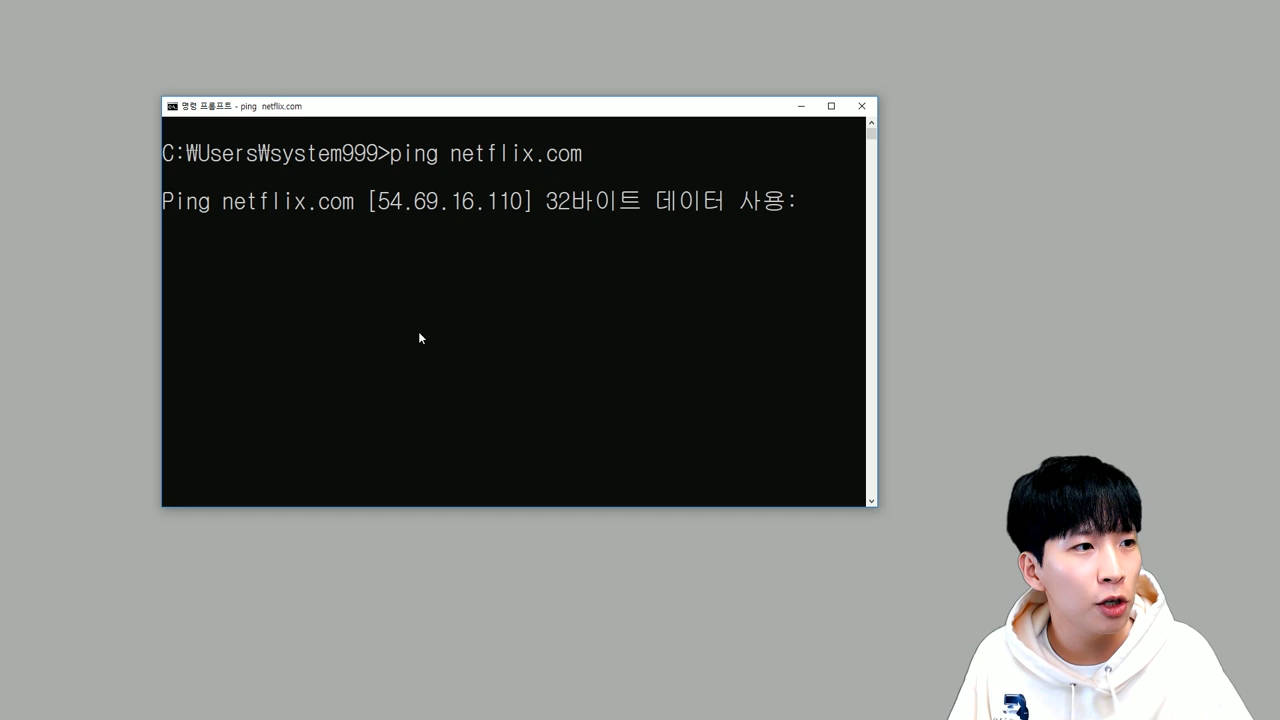 명령 프롬프트 - ping netflix.com
C:₩Users₩system999>ping netflix.com
Ping netflix.com [54.69.16.110] 32바이트 데이터 사용: